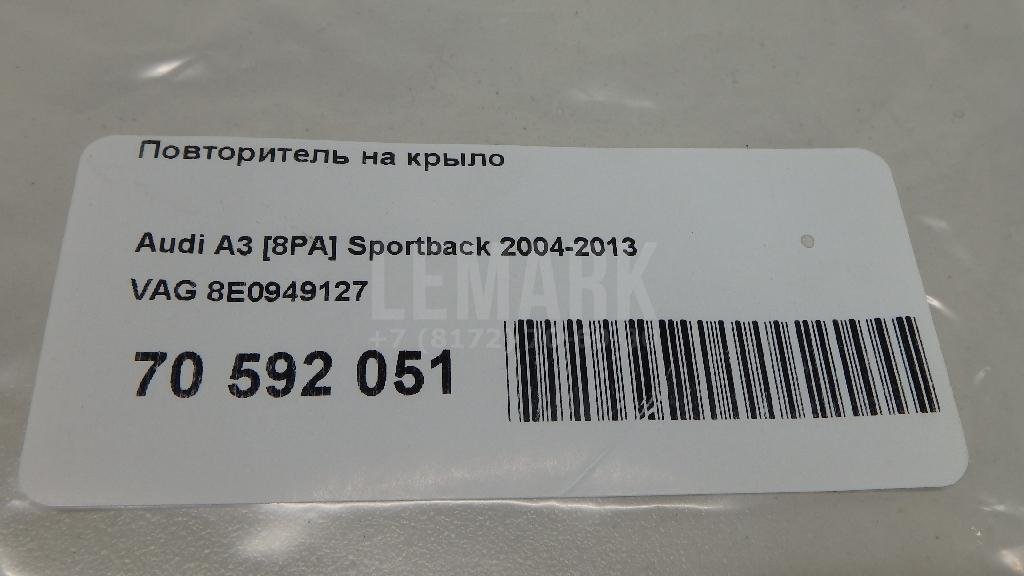 Повторитель на крыло
Audi A3 [8PA] Sportback 2004-2013
VAG 8E0949127
LEMARK
70 592 051